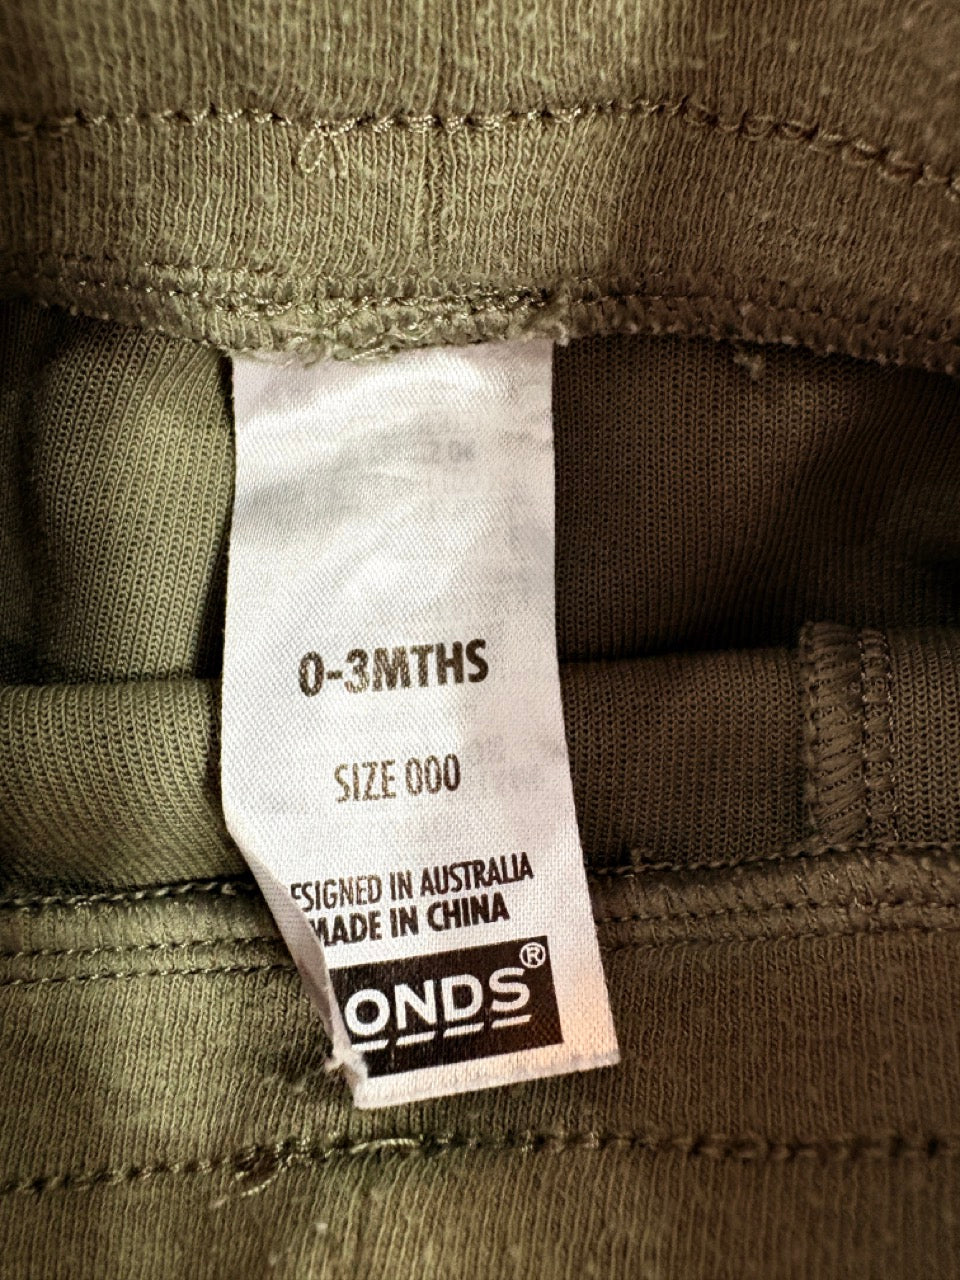 0-3MTHS
SIZE 000
ESIGNED IN AUSTRALIA
MADE IN CHINA
ONDS®